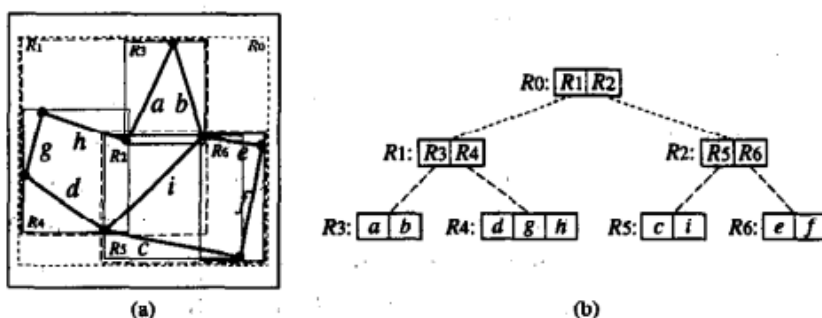 R1 R3 R0
a b
h
g R2 R6 e
d i f
R4
R5 c
(a)
R0: R1 R2
R1: R3 R4 R2: R5 R6
R3: a b R4: d g h R5: c i R6: e f
(b)